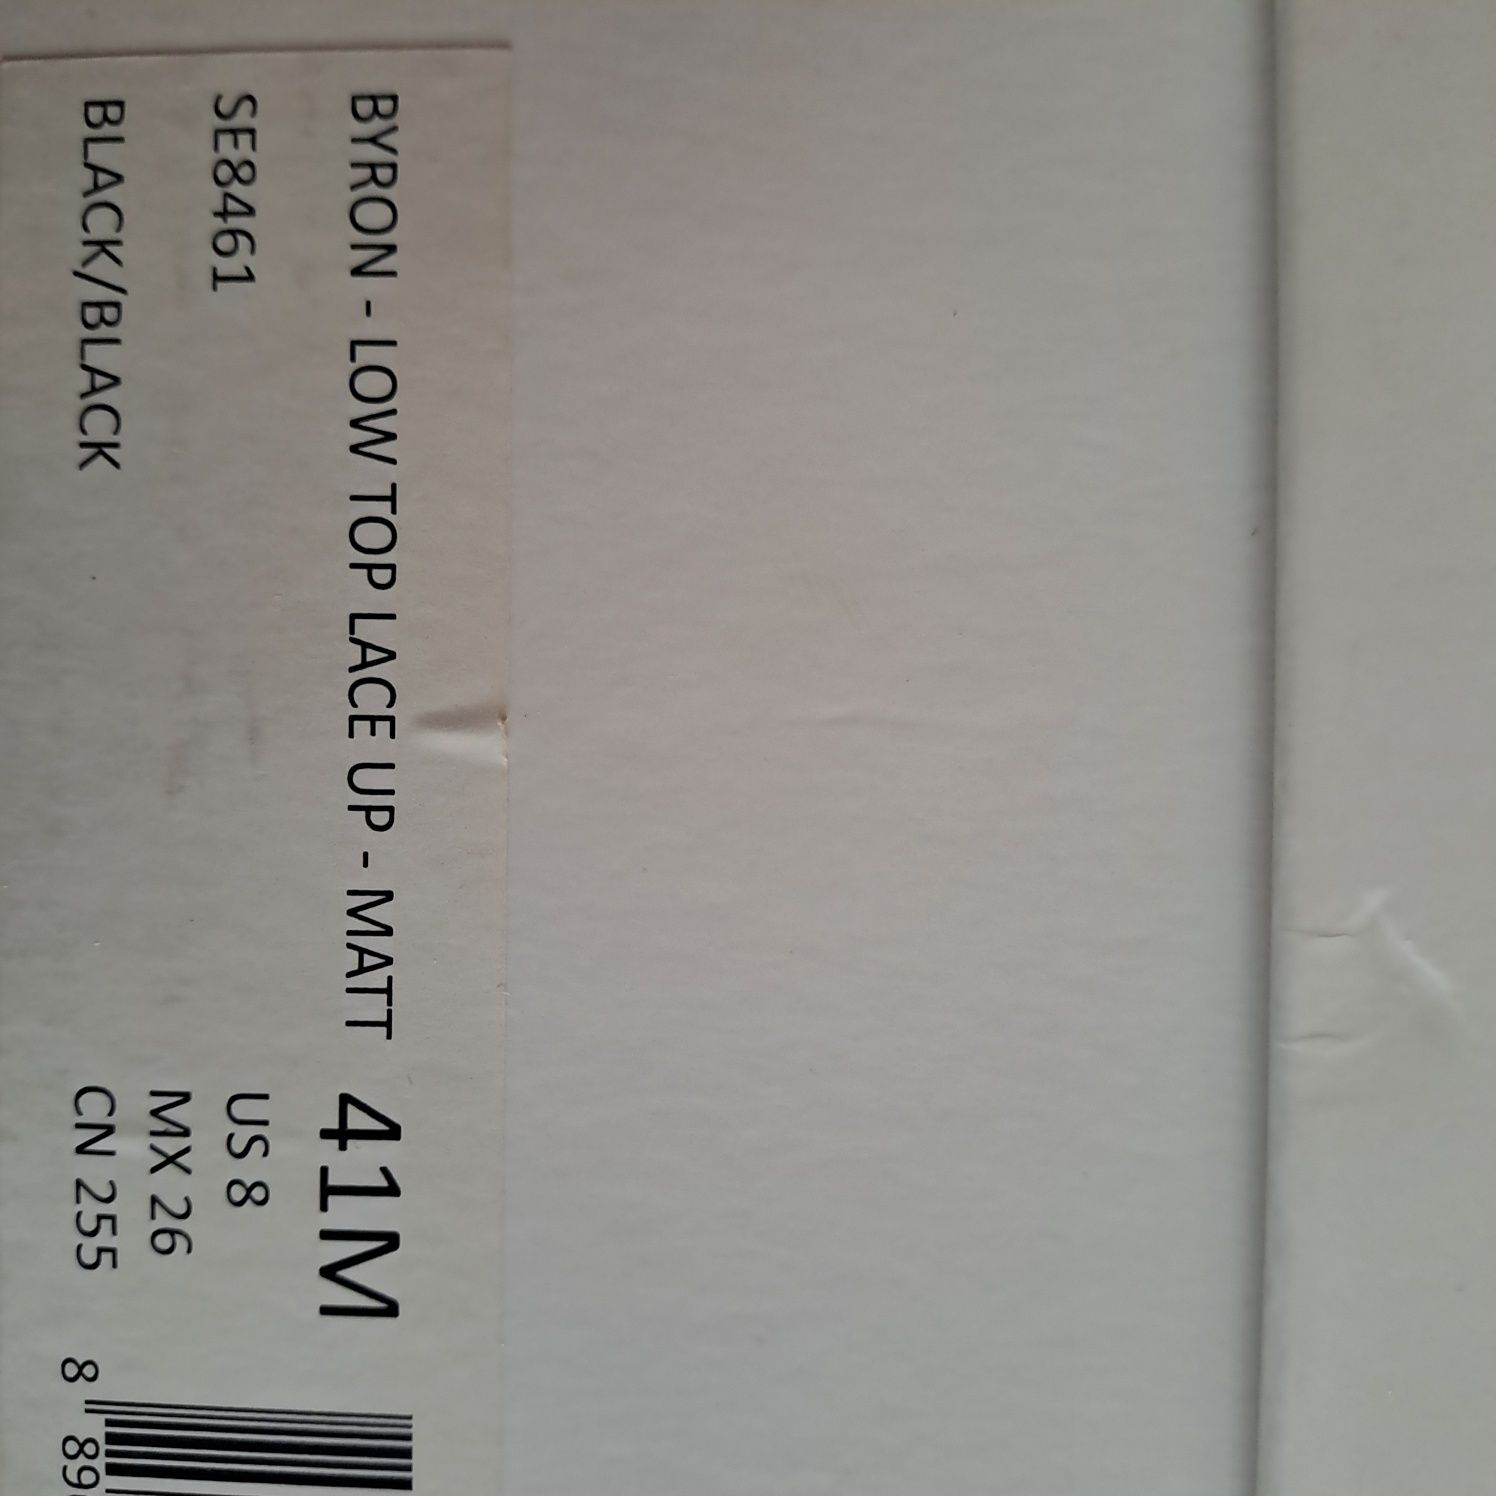 BYRON - LOW TOP LACE UP - MATT
41M
SE8461
US 8
MX 26
BLACK/BLACK
CN 255
8 89